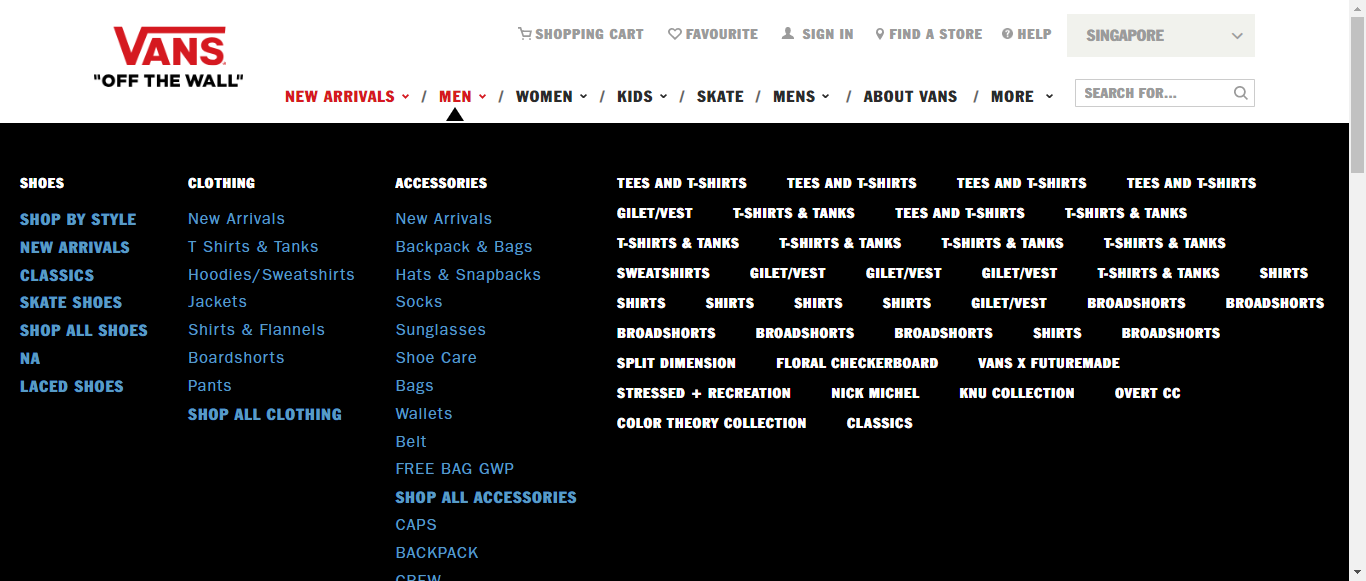 VANS
"OFF THE WALL"
SHOPPING CART FAVOURITE SIGN IN FIND A STORE HELP
SINGAPORE
NEW ARRIVALS / MEN / WOMEN / KIDS / SKATE / MENS / ABOUT VANS / MORE
SEARCH FOR...
SHOES
SHOP BY STYLE
NEW ARRIVALS
CLASSICS
SKATE SHOES
SHOP ALL SHOES
NA
LACED SHOES
CLOTHING
New Arrivals
T Shirts & Tanks
Hoodies/Sweatshirts
Jackets
Shirts & Flannels
Boardshorts
Pants
SHOP ALL CLOTHING
ACCESSORIES
New Arrivals
Backpack & Bags
Hats & Snapbacks
Socks
Sunglasses
Shoe Care
Bags
Wallets
Belt
FREE BAG GWP
SHOP ALL ACCESSORIES
CAPS
BACKPACK
CREW
TEES AND T-SHIRTS TEES AND T-SHIRTS TEES AND T-SHIRTS TEES AND T-SHIRTS
GILET/VEST T-SHIRTS & TANKS TEES AND T-SHIRTS T-SHIRTS & TANKS
T-SHIRTS & TANKS T-SHIRTS & TANKS T-SHIRTS & TANKS T-SHIRTS & TANKS
SWEATSHIRTS GILET/VEST GILET/VEST GILET/VEST T-SHIRTS & TANKS SHIRTS
SHIRTS SHIRTS SHIRTS SHIRTS GILET/VEST BROADSHORTS BROADSHORTS
BROADSHORTS BROADSHORTS BROADSHORTS SHIRTS BROADSHORTS
SPLIT DIMENSION FLORAL CHECKERBOARD VANS X FUTUREMADE
STRESSED + RECREATION NICK MICHEL KNU COLLECTION OVERT CC
COLOR THEORY COLLECTION CLASSICS